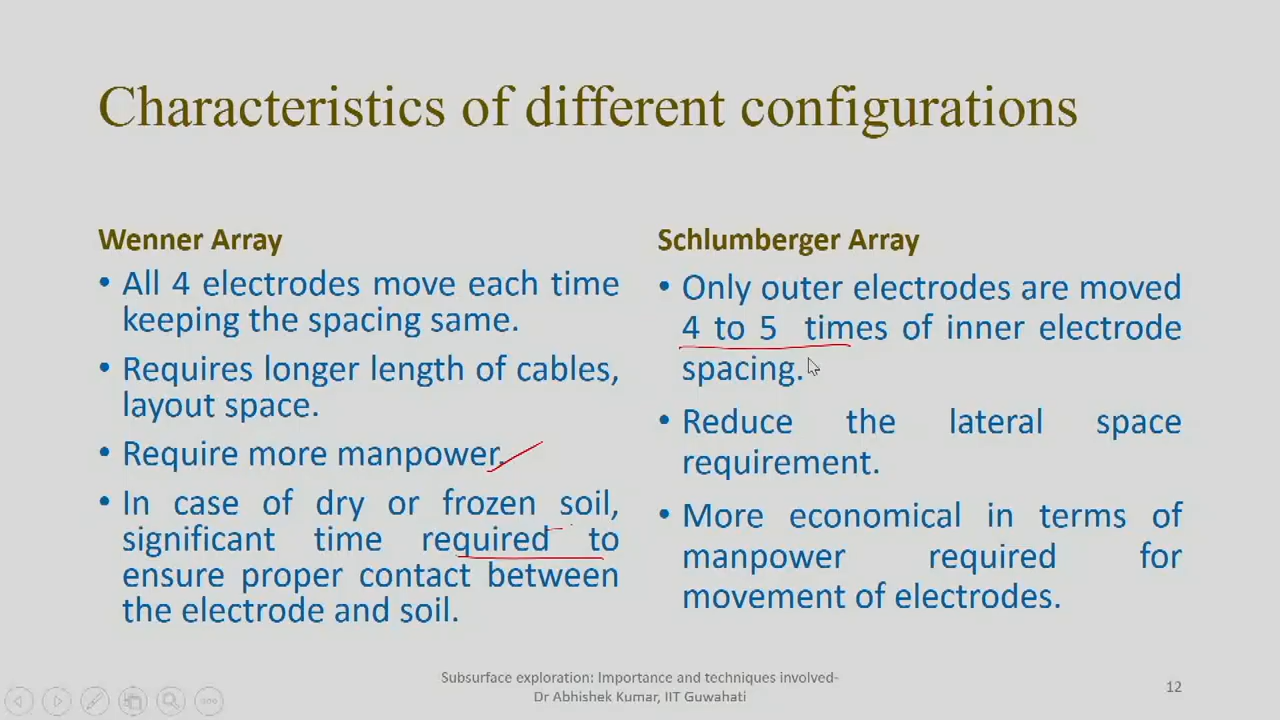 Characteristics of different configurations
Wenner Array
• All 4 electrodes move each time
keeping the spacing same.
• Requires longer length of cables,
layout space.
• Require more manpower.
• In case of dry or frozen soil,
significant time required to
ensure proper contact between
the electrode and soil.
Schlumberger Array
• Only outer electrodes are moved
4 to 5 times of inner electrode
spacing.
• Reduce the lateral space
requirement.
• More economical in terms of
manpower required for
movement of electrodes.
Subsurface exploration: Importance and techniques involved-
Dr Abhishek Kumar, IIT Guwahati
12